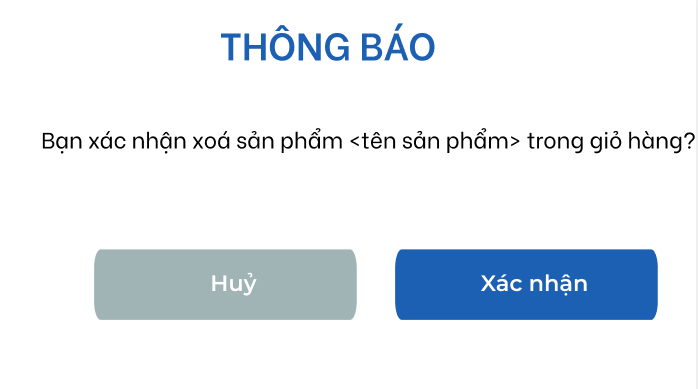 THÔNG BÁO
Bạn xác nhận xoá sản phẩm <tên sản phẩm> trong giỏ hàng?
Huỷ
Xác nhận